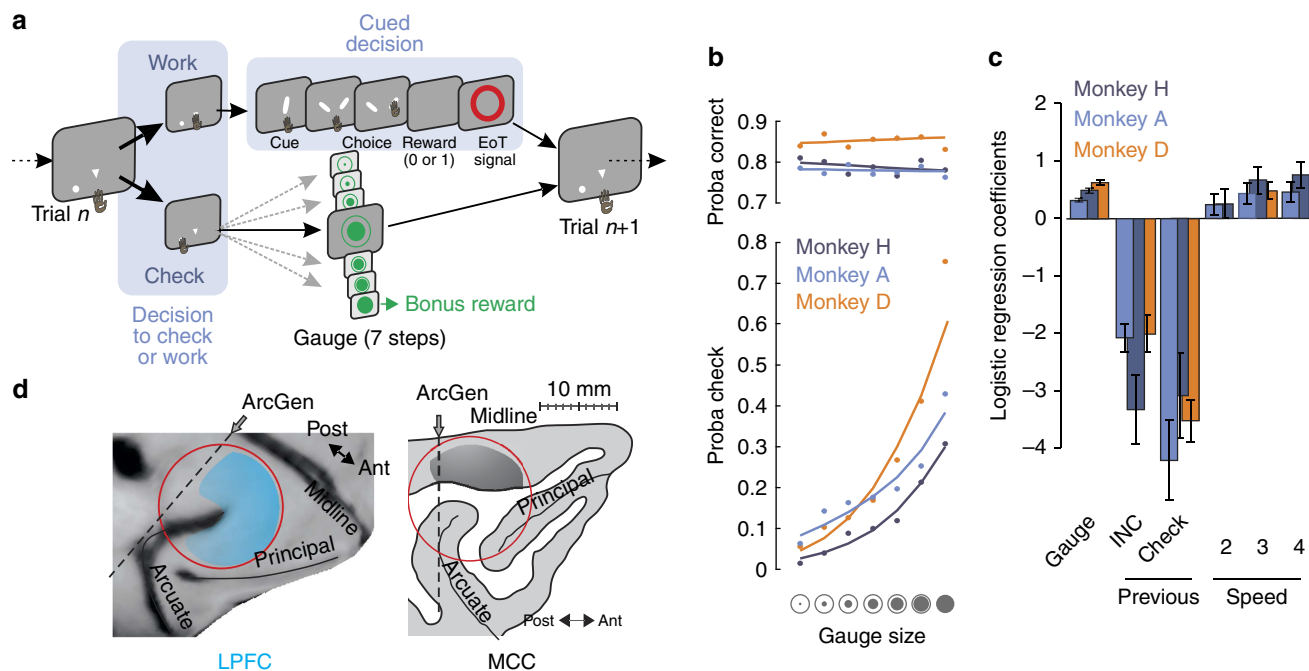 a
Work
Cued
decision
Cue
Choice
Reward
(0 or 1)
EoT
signal
Trial n
Trial n+1
Check
Decision
to check
or work
Bonus reward
Gauge (7 steps)
b
Proba correct
0.9
0.8
0.7
Proba check
0.8
0.7
0.6
0.5
0.4
0.3
0.2
0.1
0
Monkey H
Monkey A
Monkey D
Gauge size
c
Monkey H
Monkey A
Monkey D
Logistic regression coefficients
2
1
0
–1
–2
–3
–4
Gauge
INC
Check
2
3
4
Previous
Speed
d
ArcGen
Post
Ant
Midline
Principal
Arcuate
LPFC
10 mm
ArcGen
Midline
Principal
Arcuate
Post
Ant
MCC